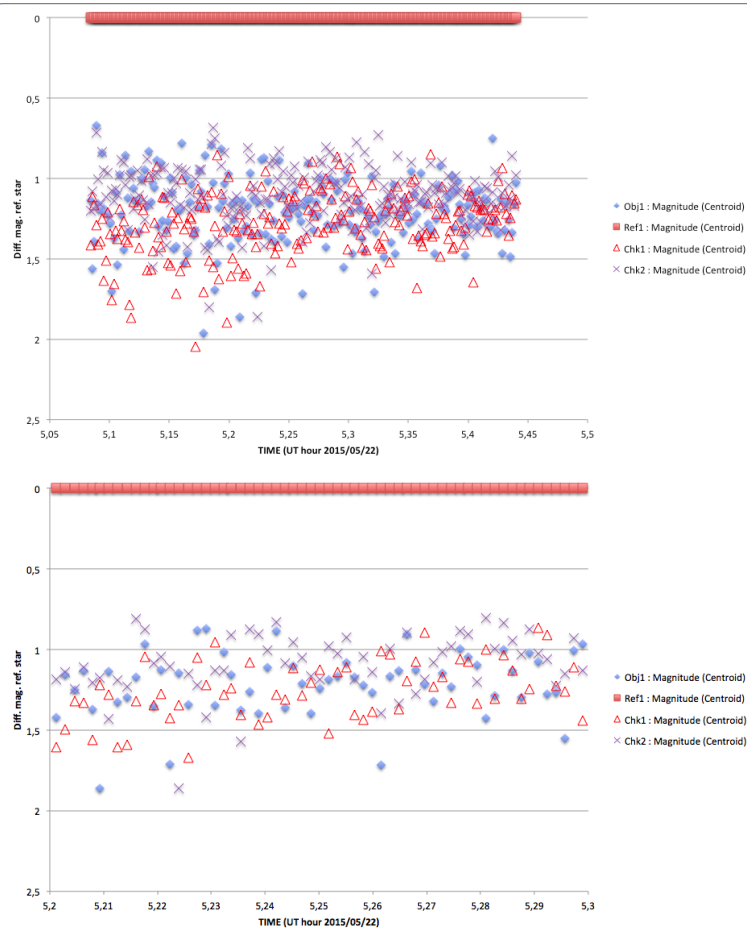 0
0,5
1
1,5
2
2,5
Diff. mag. ref. star
5,05 5,1 5,15 5,2 5,25 5,3 5,35 5,4 5,45 5,5
TIME (UT hour 2015/05/22)
Obj1 : Magnitude (Centroid)
Ref1 : Magnitude (Centroid)
Chk1 : Magnitude (Centroid)
Chk2 : Magnitude (Centroid)
0
0,5
1
1,5
2
2,5
Diff. mag. ref. star
5,2 5,21 5,22 5,23 5,24 5,25 5,26 5,27 5,28 5,29 5,3
TIME (UT hour 2015/05/22)
Obj1 : Magnitude (Centroid)
Ref1 : Magnitude (Centroid)
Chk1 : Magnitude (Centroid)
Chk2 : Magnitude (Centroid)